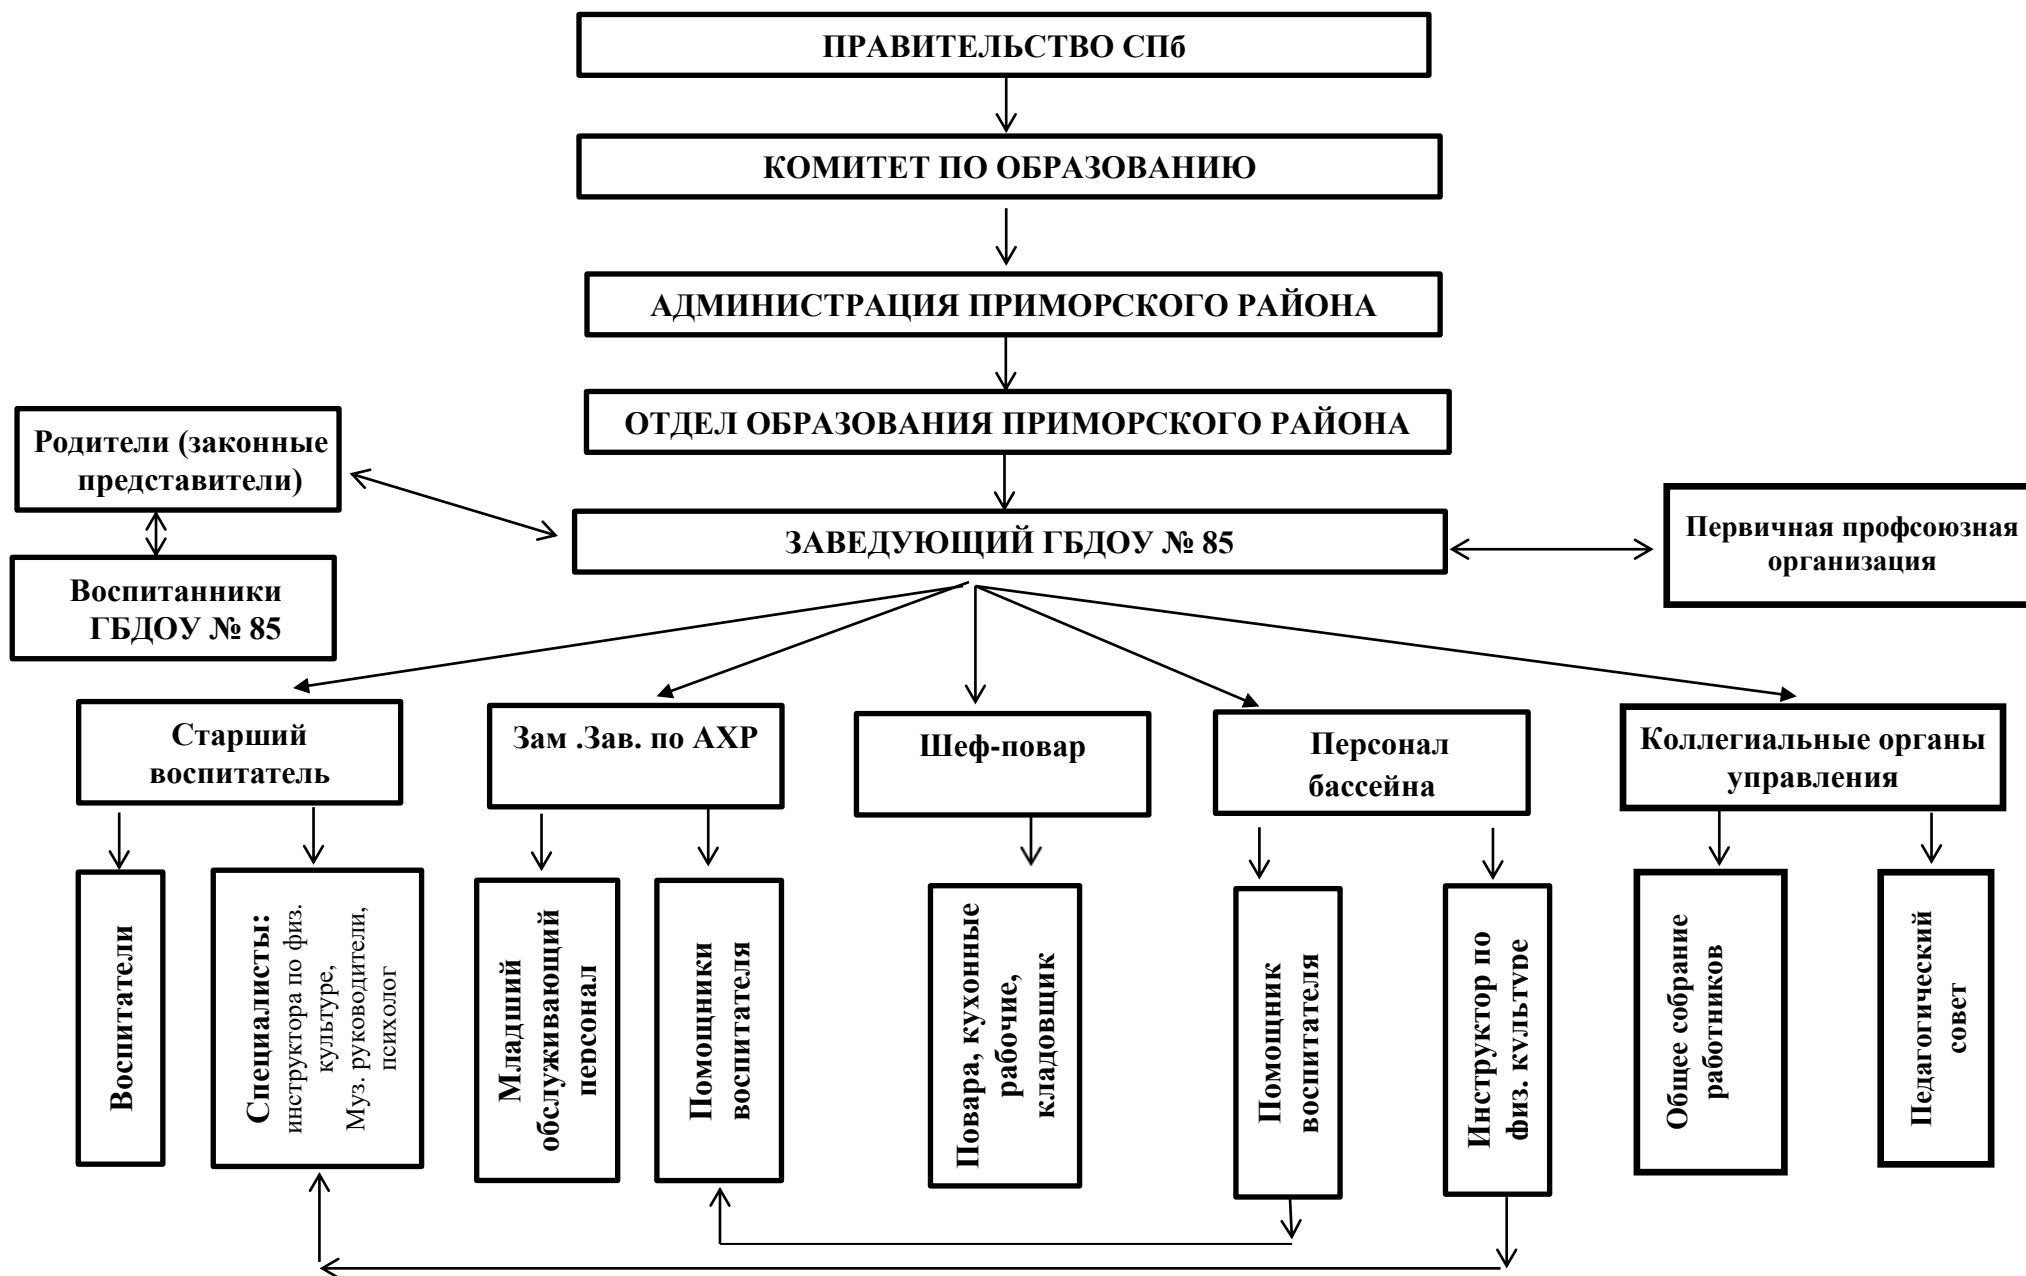 ПРАВИТЕЛЬСТВО СПб
КОМИТЕТ ПО ОБРАЗОВАНИЮ
АДМИНИСТРАЦИЯ ПРИМОРСКОГО РАЙОНА
ОТДЕЛ ОБРАЗОВАНИЯ ПРИМОРСКОГО РАЙОНА
Родители (законные
представители)
ЗАВЕДУЮЩИЙ ГБДОУ № 85
Первичная профсоюзная
организация
Воспитанники
ГБДОУ № 85
Старший
воспитатель
Зам .Зав. по АХР
Шеф-повар
Персонал
бассейна
Коллегиальные органы
управления
Воспитатели
Специалисты:
инструктора по физ.
культуре,
Муз. руководители,
психолог
Младший
обслуживающий
персонал
Помощники
воспитателя
Повара, кухонные
рабочие,
кладовщик
Помощник
воспитателя
Инструктор по
физ. культуре
Общее собрание
работников
Педагогический
совет